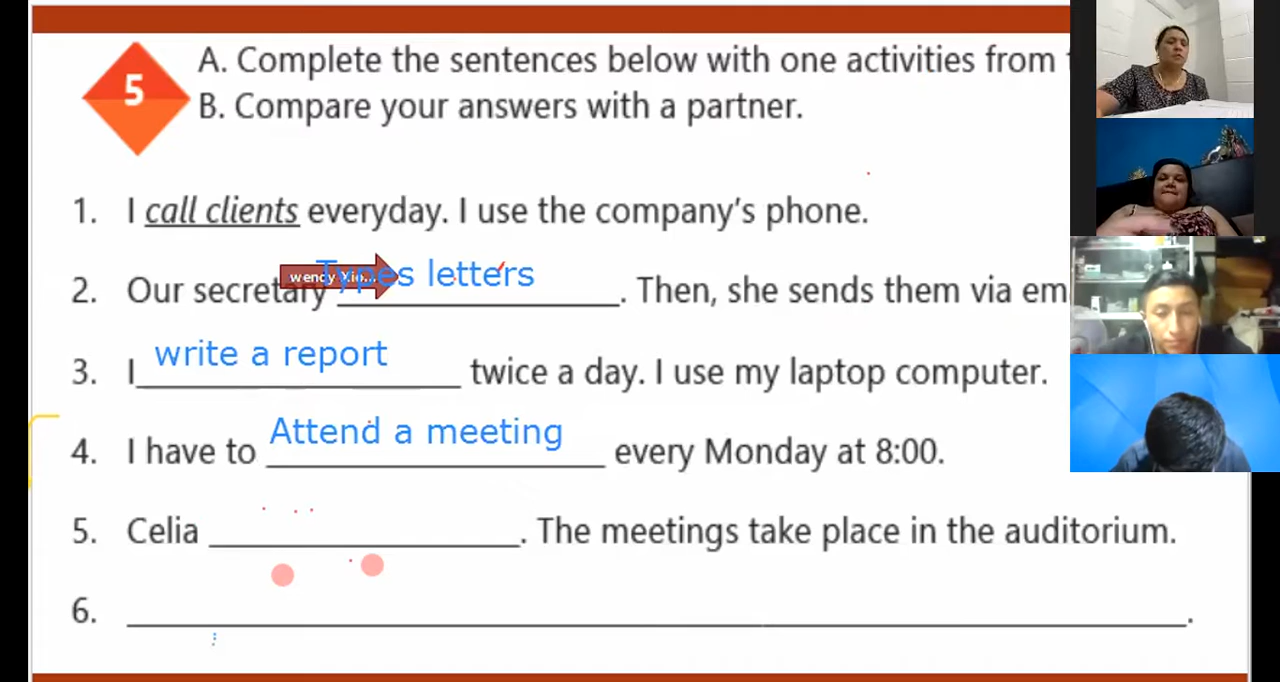 5
A. Complete the sentences below with one activities from
B. Compare your answers with a partner.
1. I call clients everyday. I use the company's phone.
2. Our secretary Types letters. Then, she sends them via em
wendy
3. I write a report twice a day. I use my laptop computer.
4. I have to Attend a meeting every Monday at 8:00.
5. Celia ____________________. The meetings take place in the auditorium.
6. ____________________.